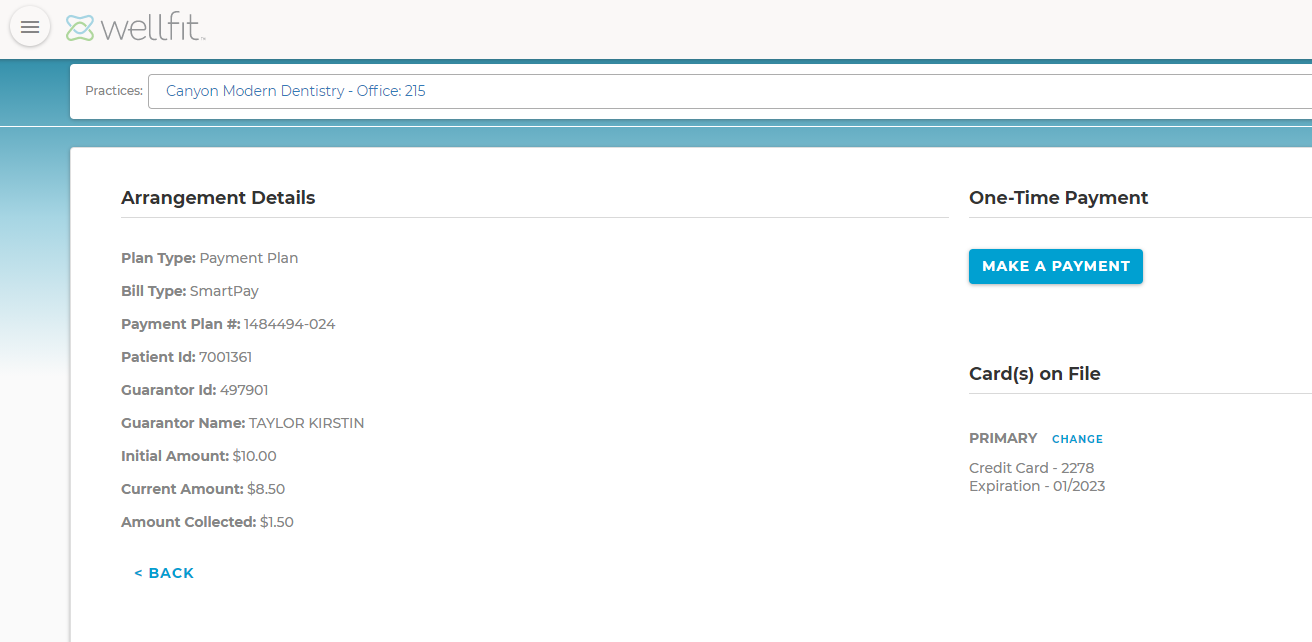 wellfit™
Practices: Canyon Modern Dentistry - Office: 215
Arrangement Details
Plan Type: Payment Plan
Bill Type: SmartPay
Payment Plan #: 1484494-024
Patient Id: 7001361
Guarantor Id: 497901
Guarantor Name: TAYLOR KIRSTIN
Initial Amount: $10.00
Current Amount: $8.50
Amount Collected: $1.50
< BACK
One-Time Payment
MAKE A PAYMENT
Card(s) on File
PRIMARY CHANGE
Credit Card - 2278
Expiration - 01/2023